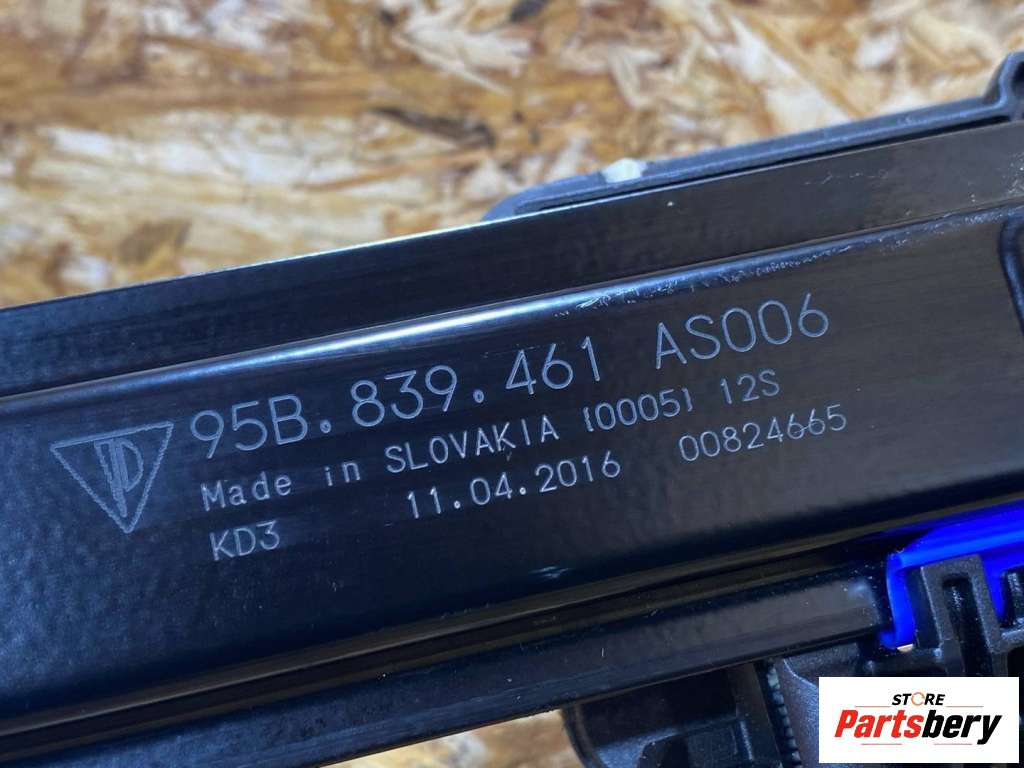 95B.839.461 AS006
Made in SLOVAKIA (0005) 12S
KD3 11.04.2016 00824665
STORE
Partsbery